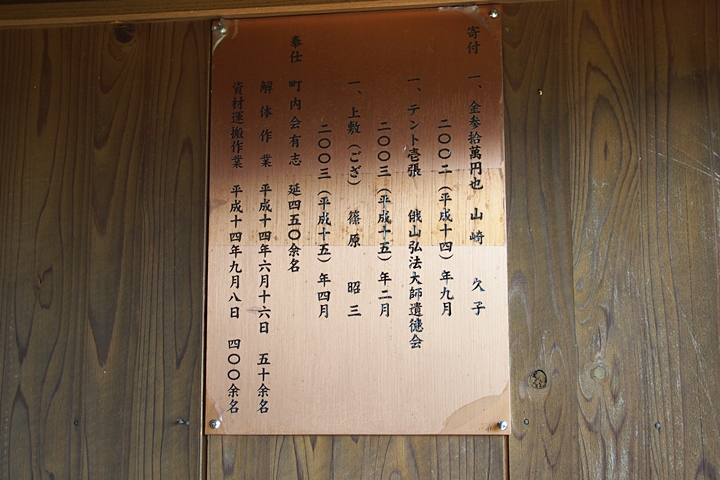 寄付 一、金参拾萬円也 山崎 久子
二〇〇二(平成十四)年九月
一、テント壱張 俄山弘法大師遺徳会
二〇〇三(平成十五)年二月
一、上敷(ござ) 篠原 昭三
二〇〇三(平成十五)年四月
奉仕 町内会有志 延四五〇余名
解体作業 平成十四年六月十六日 五十余名
資材運搬作業 平成十四年九月八日 四〇〇余名